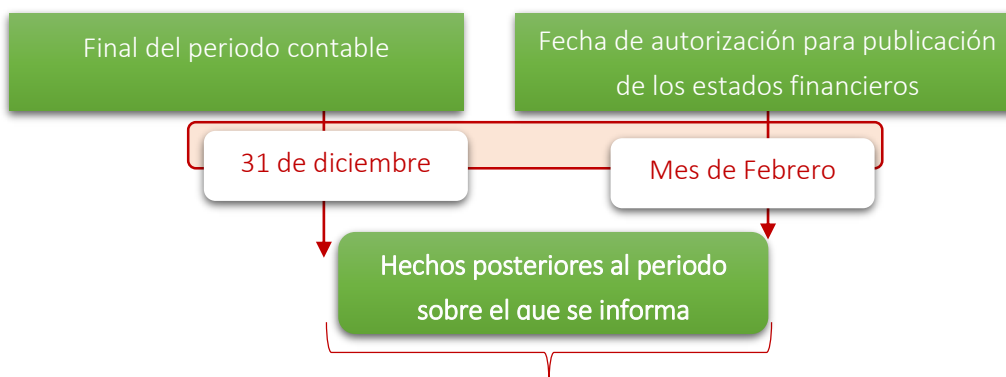 Final del periodo contable
Fecha de autorización para publicación
de los estados financieros
31 de diciembre
Mes de Febrero
Hechos posteriores al periodo
sobre el que se informa